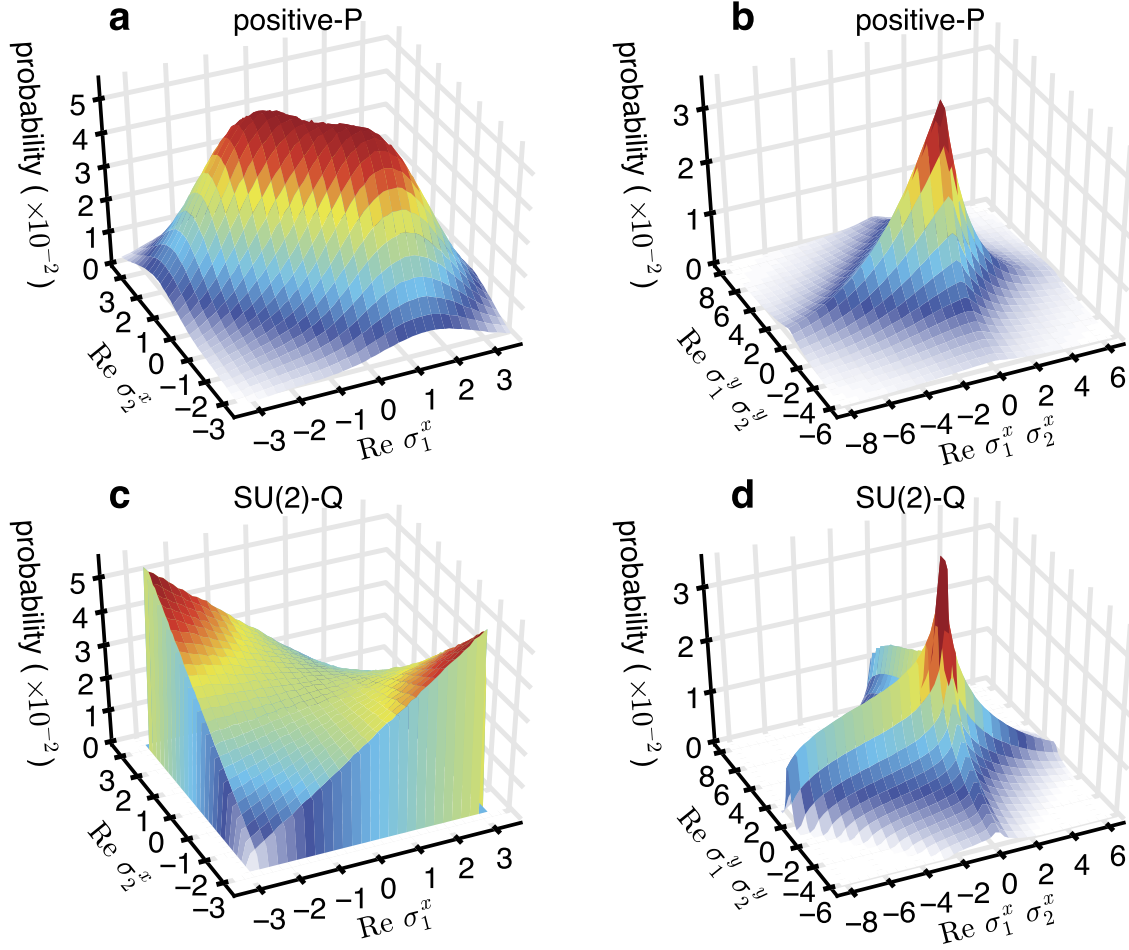 a positive-P
probability ( ×10⁻² )
5
4
3
2
1
0
3
2
1
0
−1
−2
−3
Re σ₂ˣ
−3 −2 −1 0 1 2 3
Re σ₁ˣ
b positive-P
probability ( ×10⁻² )
3
2
1
0
8
6
4
2
0
−2
−4
−6
Re σ₁ʸ σ₂ʸ
−8 −6 −4 −2 0 2 4 6
Re σ₁ˣ σ₂ˣ
c SU(2)-Q
probability ( ×10⁻² )
5
4
3
2
1
0
3
2
1
0
−1
−2
−3
Re σ₂ˣ
−3 −2 −1 0 1 2 3
Re σ₁ˣ
d SU(2)-Q
probability ( ×10⁻² )
3
2
1
0
8
6
4
2
0
−2
−4
−6
Re σ₁ʸ σ₂ʸ
−8 −6 −4 −2 0 2 4 6
Re σ₁ˣ σ₂ˣ